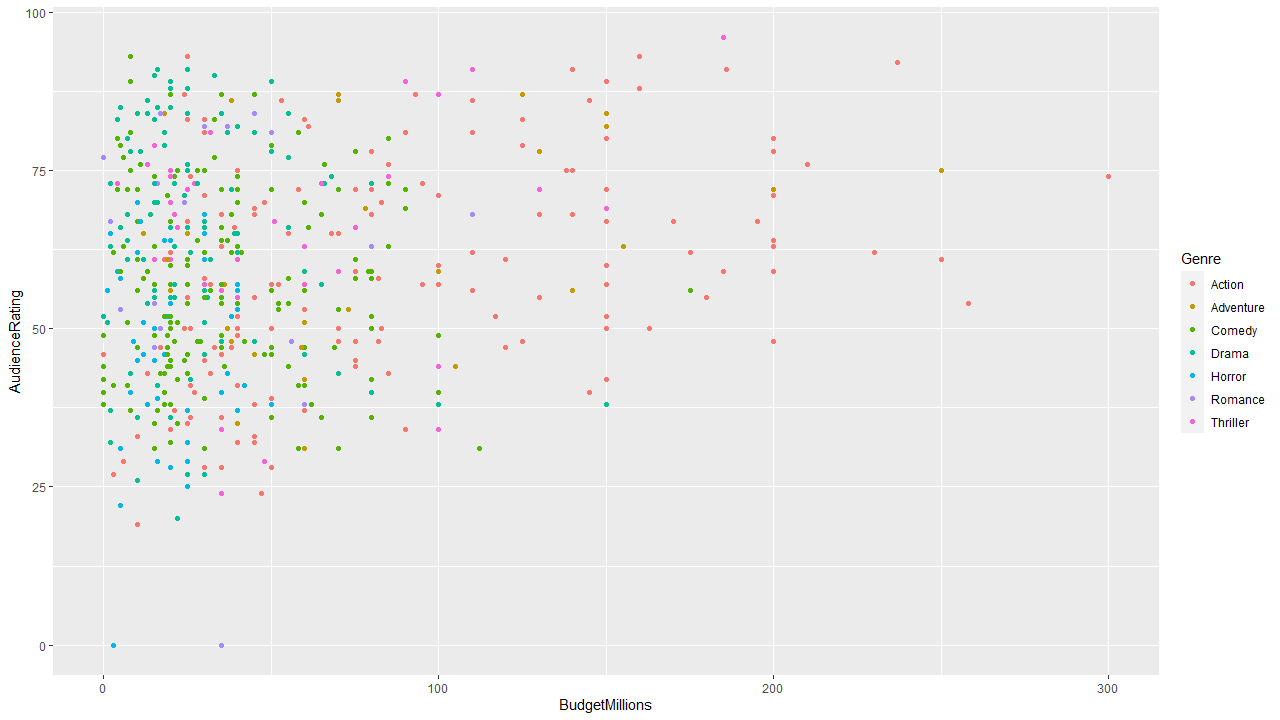 100
75
50
25
0
AudienceRating
0
100
200
300
BudgetMillions
Genre
Action
Adventure
Comedy
Drama
Horror
Romance
Thriller